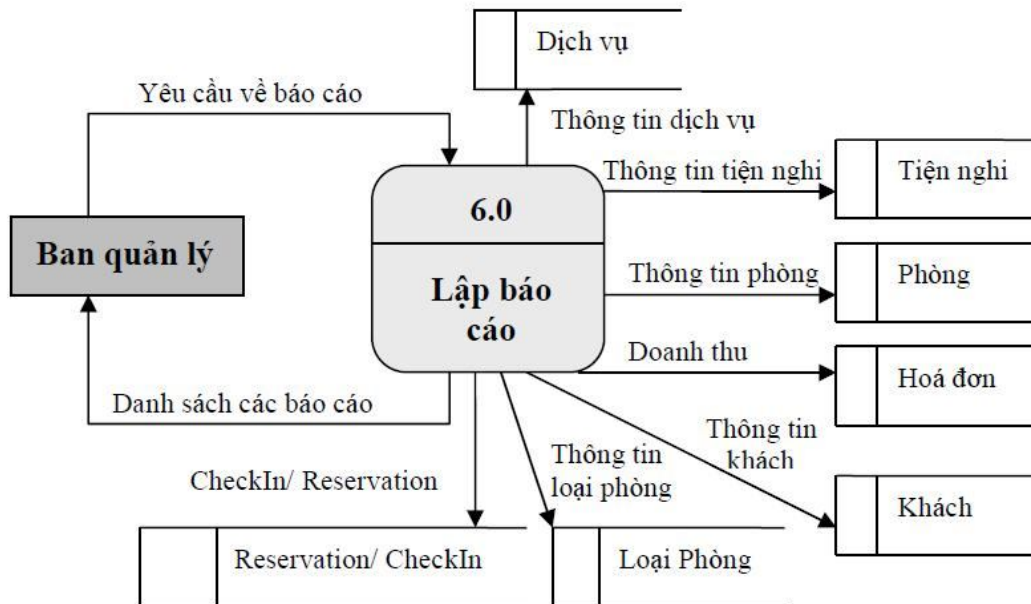 Dịch vụ
Yêu cầu về báo cáo
Thông tin dịch vụ
Thông tin tiện nghi
Tiện nghi
6.0
Ban quản lý
Lập báo
cáo
Thông tin phòng
Phòng
Doanh thu
Hoá đơn
Danh sách các báo cáo
Thông tin
khách
Thông tin
loại phòng
CheckIn/ Reservation
Khách
Reservation/ CheckIn
Loại Phòng